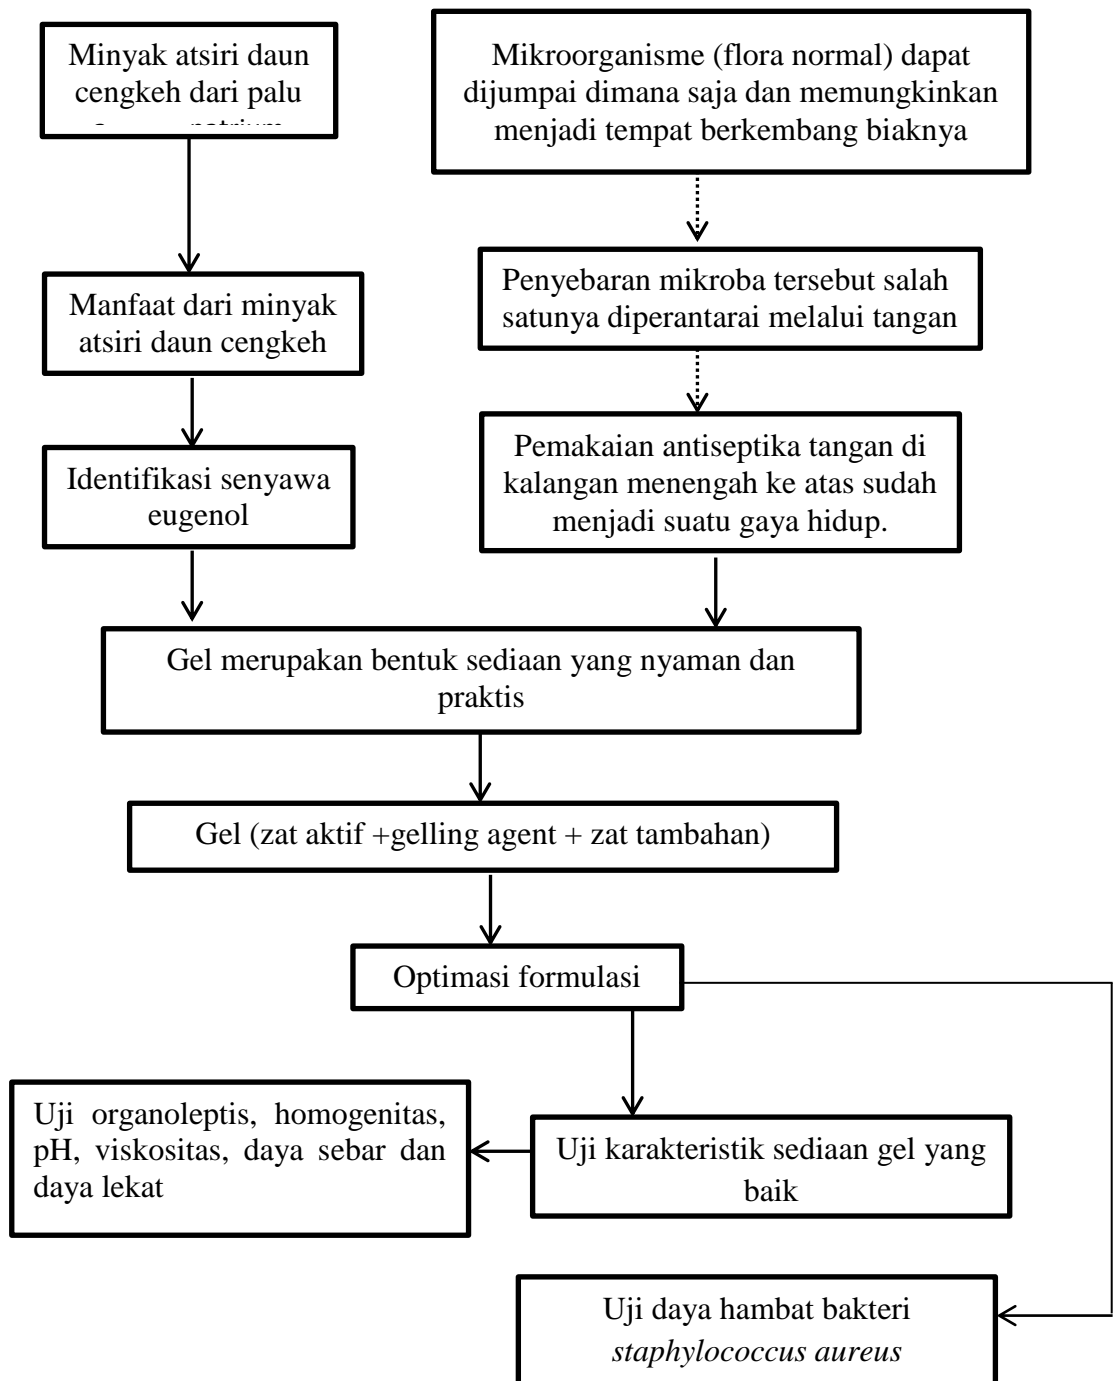 Minyak atsiri daun
cengkeh dari palu
Mikroorganisme (flora normal) dapat
dijumpai dimana saja dan memungkinkan
menjadi tempat berkembang biaknya
Manfaat dari minyak
atsiri daun cengkeh
Penyebaran mikroba tersebut salah
satunya diperantarai melalui tangan
Identifikasi senyawa
eugenol
Pemakaian antiseptika tangan di
kalangan menengah ke atas sudah
menjadi suatu gaya hidup.
Gel merupakan bentuk sediaan yang nyaman dan
praktis
Gel (zat aktif +gelling agent + zat tambahan)
Optimasi formulasi
Uji organoleptis, homogenitas,
pH, viskositas, daya sebar dan
daya lekat
Uji karakteristik sediaan gel yang
baik
Uji daya hambat bakteri
staphylococcus aureus